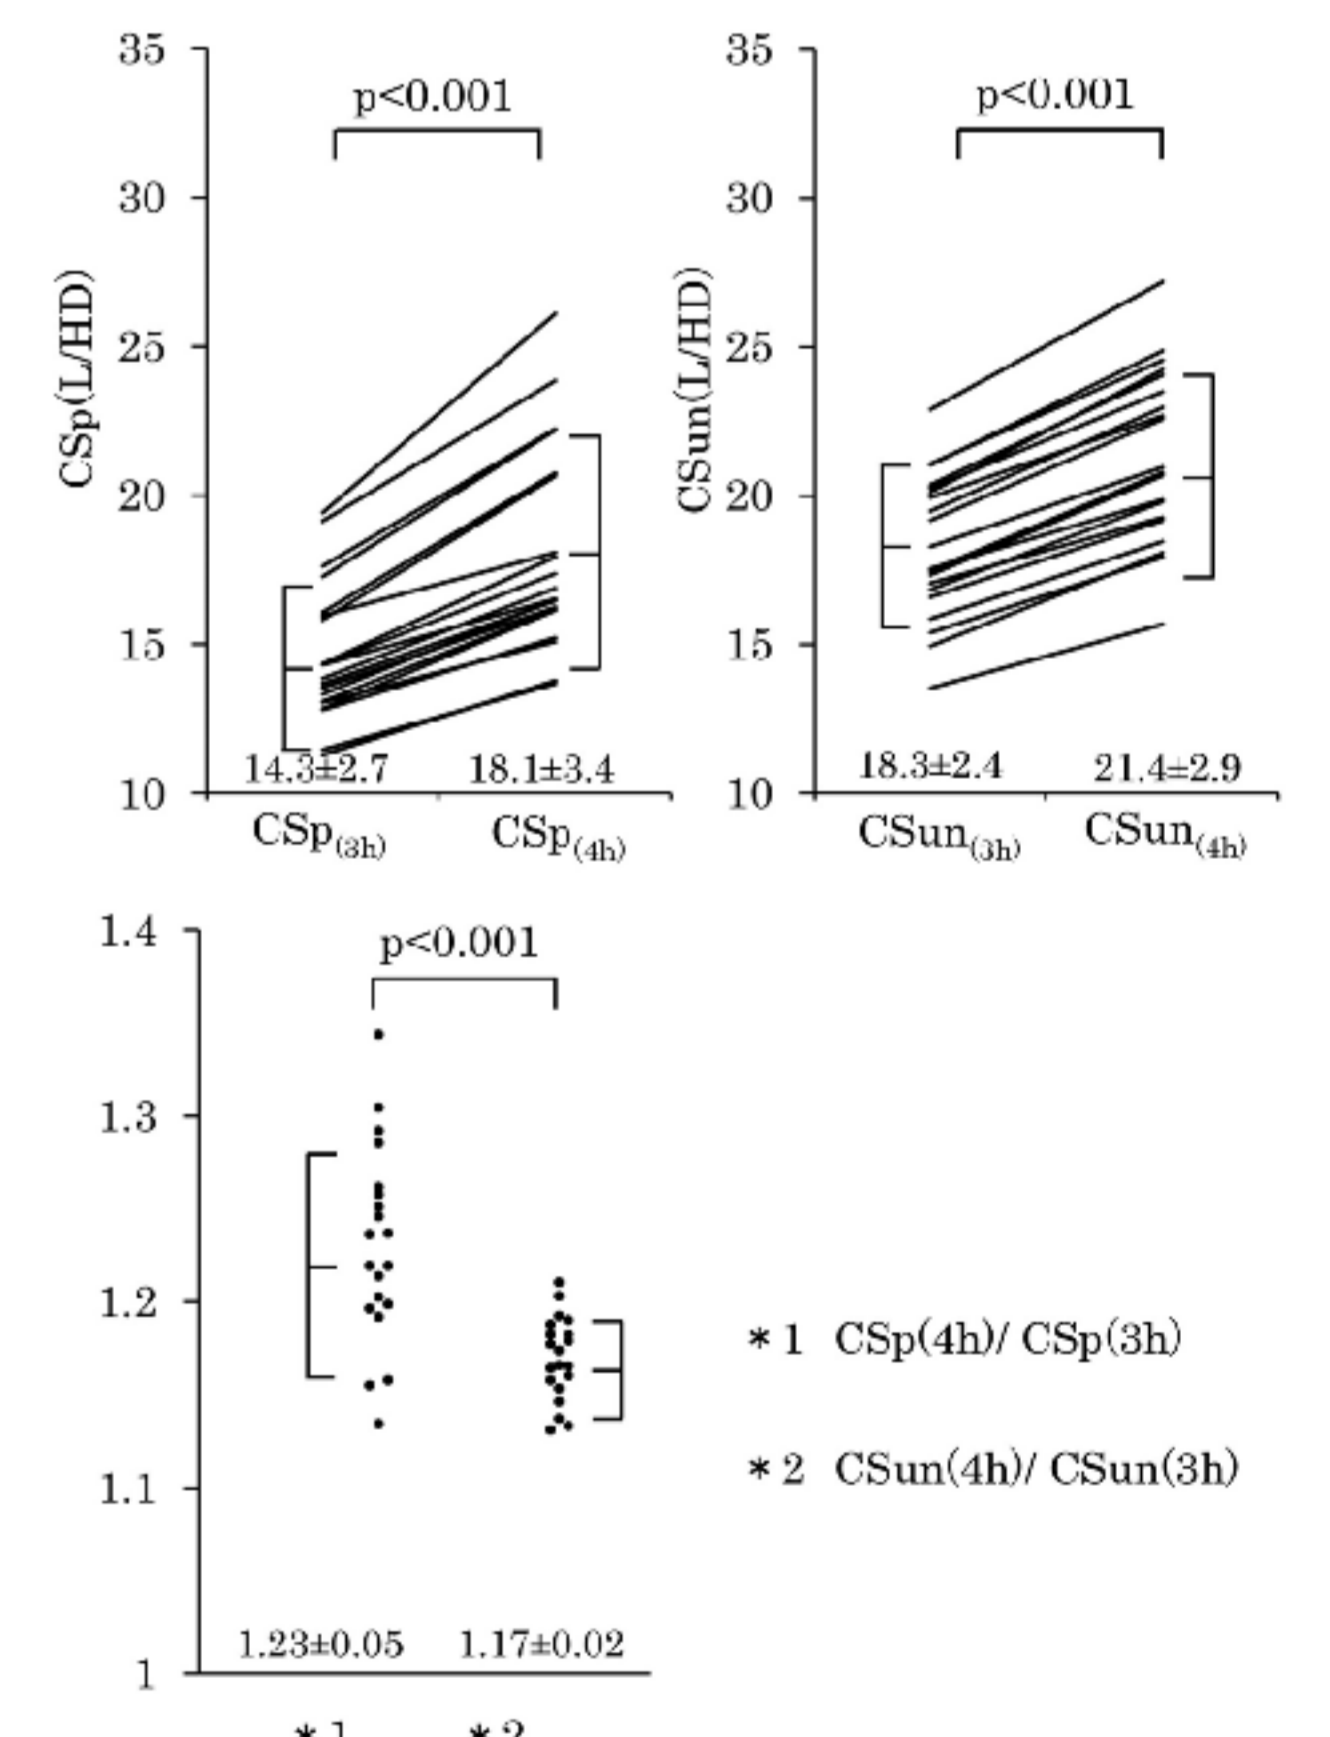 35
p<0.001
30
25
20
15
10
CSp(L/HD)
14.3±2.7
18.1±3.4
CSp(3h)
CSp(4h)
35
p<0.001
30
25
20
15
10
CSun(L/HD)
18.3±2.4
21.4±2.9
CSun(3h)
CSun(4h)
1.4
p<0.001
1.3
1.2
1.1
1
1.23±0.05
1.17±0.02
*1
*2
*1 CSp(4h)/ CSp(3h)
*2 CSun(4h)/ CSun(3h)